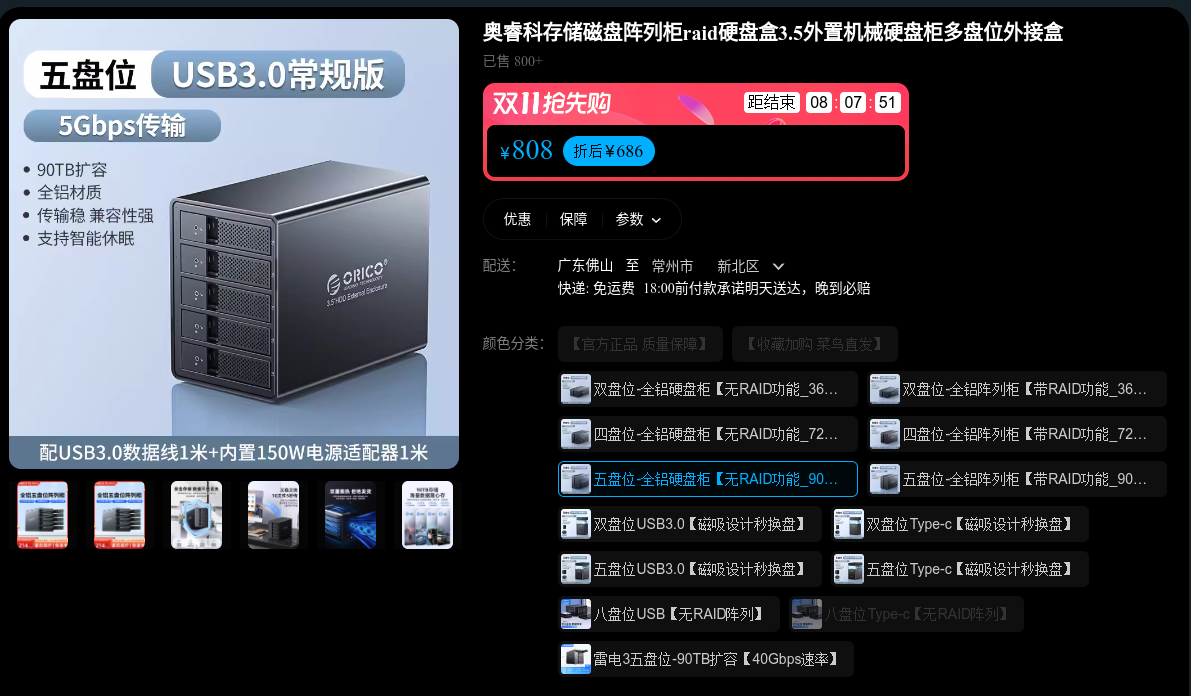 奥睿科存储磁盘阵列柜raid硬盘盒3.5外置机械硬盘柜多盘位外接盒
已售 800+
五盘位 USB3.0常规版
5Gbps传输
90TB扩容
全铝材质
传输稳 兼容性强
支持智能休眠
ORICO
3.5"HDD External Enclosure
配USB3.0数据线1米+内置150W电源适配器1米
双11抢先购
距结束 08 : 07 : 51
¥808 折后¥686
优惠 保障 参数
配送: 广东佛山 至 常州市 新北区
快递: 免运费 18:00前付款承诺明天送达，晚到必赔
颜色分类: 【官方正品 质量保障】 【收藏加购 菜鸟直发】
双盘位-全铝硬盘柜【无RAID功能_36... 双盘位-全铝阵列柜【带RAID功能_36...
四盘位-全铝硬盘柜【无RAID功能_72... 四盘位-全铝阵列柜【带RAID功能_72...
五盘位-全铝硬盘柜【无RAID功能_90... 五盘位-全铝阵列柜【带RAID功能_90...
双盘位USB3.0【磁吸设计秒换盘】 双盘位Type-c【磁吸设计秒换盘】
五盘位USB3.0【磁吸设计秒换盘】 五盘位Type-c【磁吸设计秒换盘】
八盘位USB【无RAID阵列】 八盘位Type-c【无RAID阵列】
雷电3五盘位-90TB扩容【40Gbps速率】